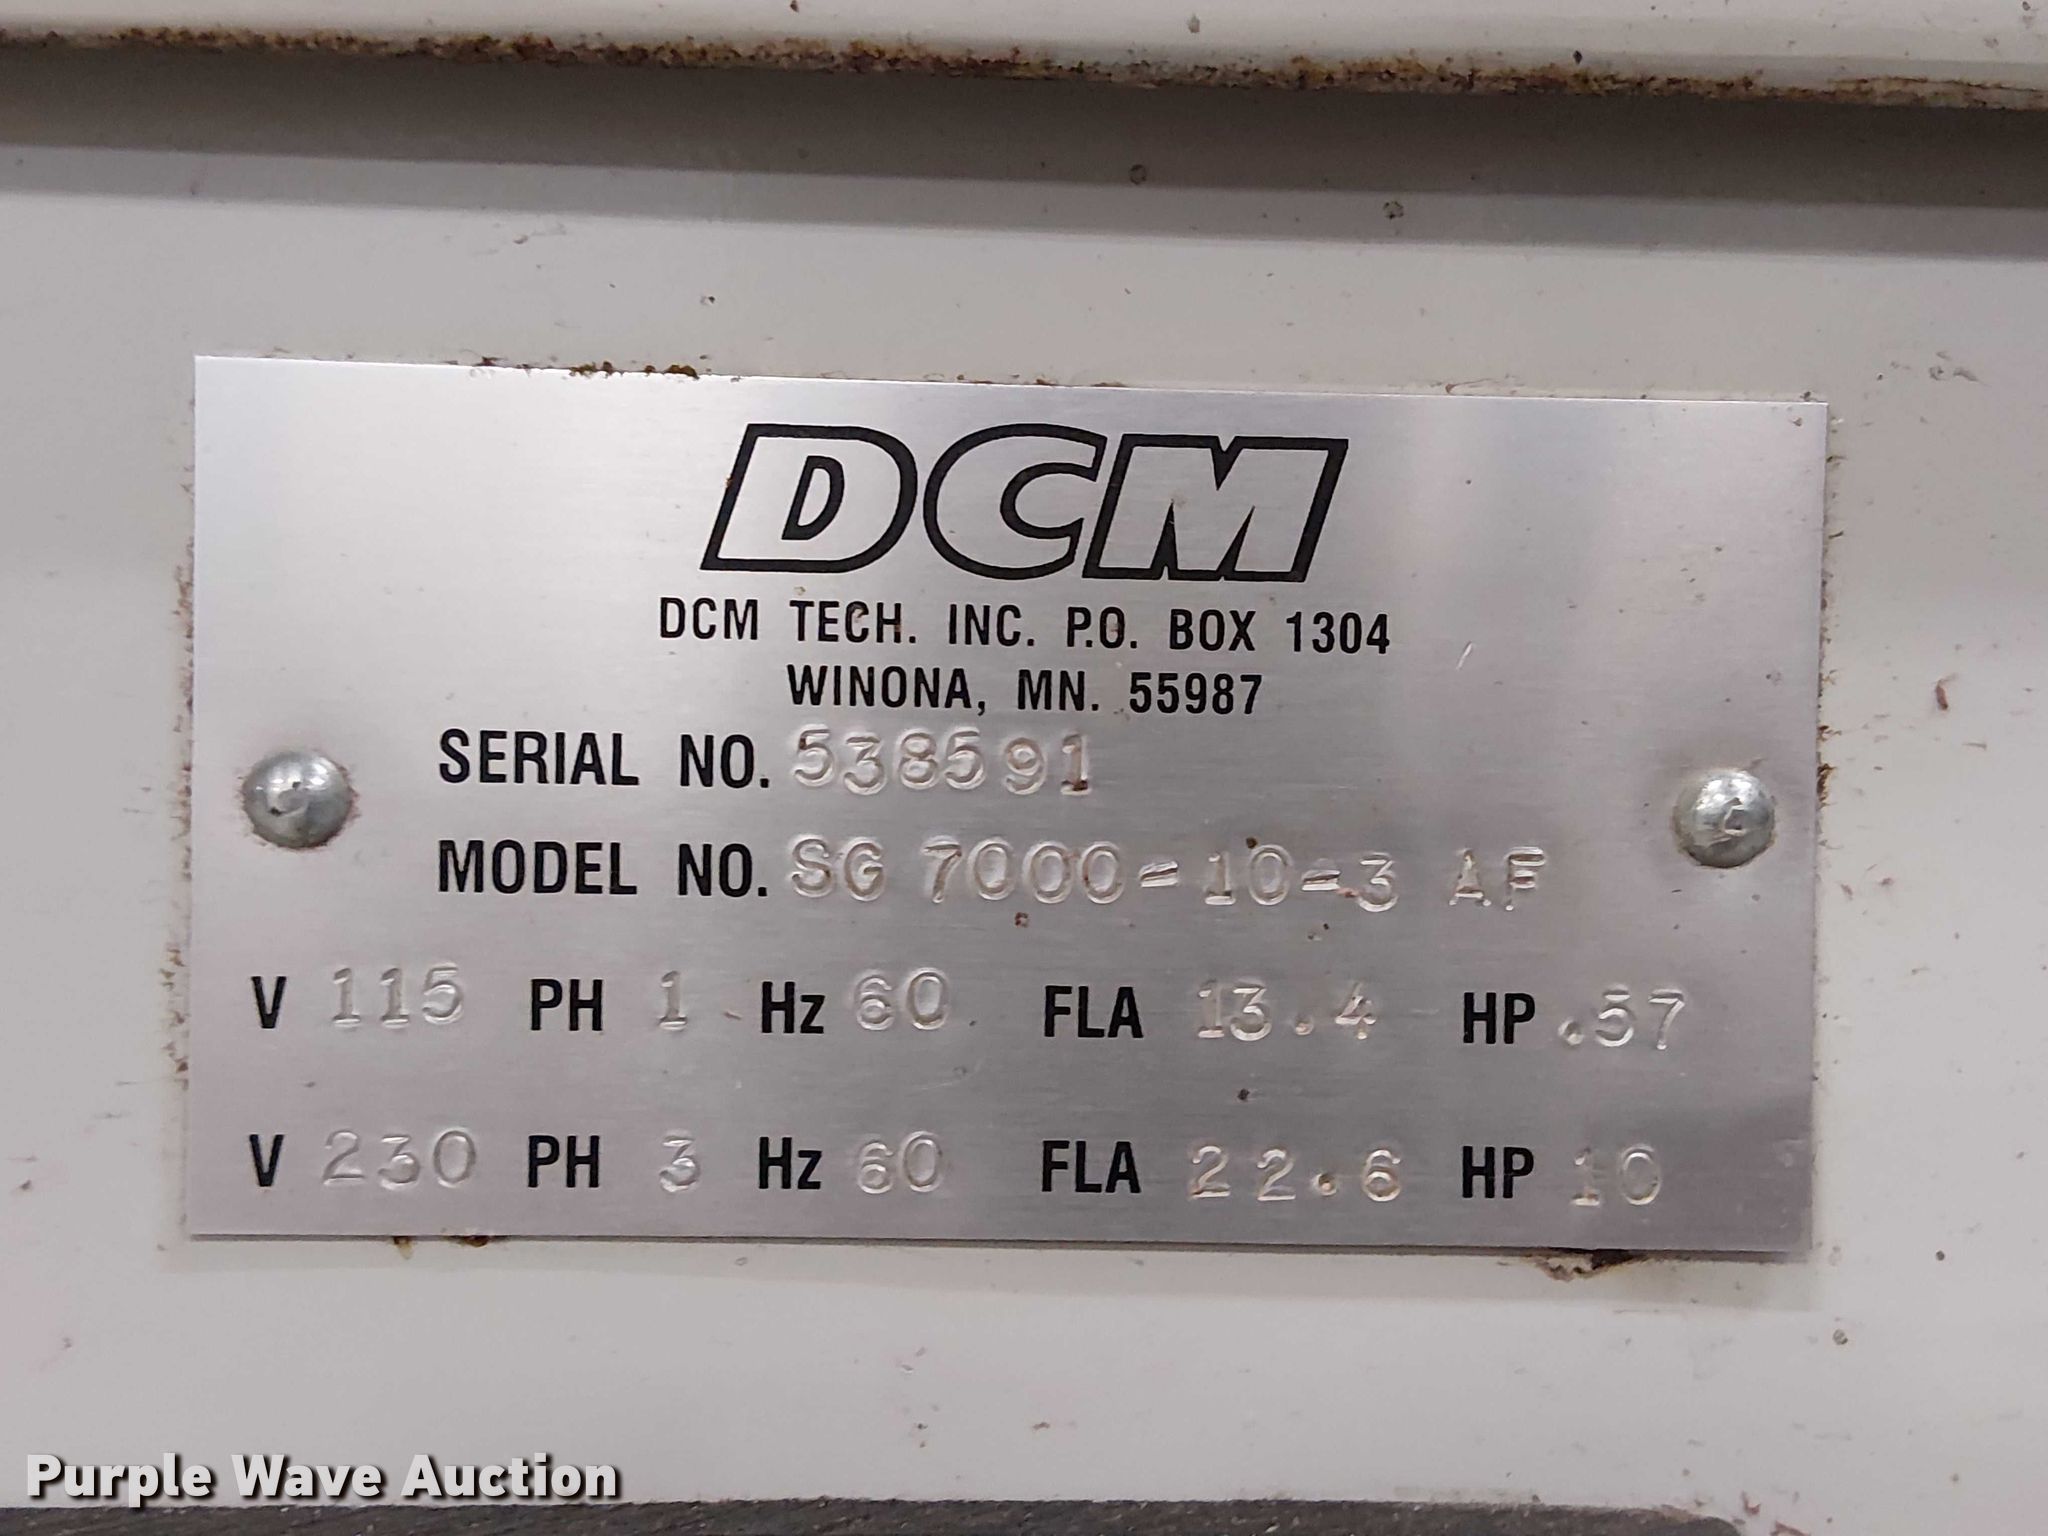 DCM
DCM TECH. INC. P.O. BOX 1304
WINONA, MN. 55987
SERIAL NO. 538591
MODEL NO. SG 7000-10-3 AF
V 115 PH 1 Hz 60 FLA 13.4 HP .57
V 230 PH 3 Hz 60 FLA 22.6 HP 10
Purple Wave Auction